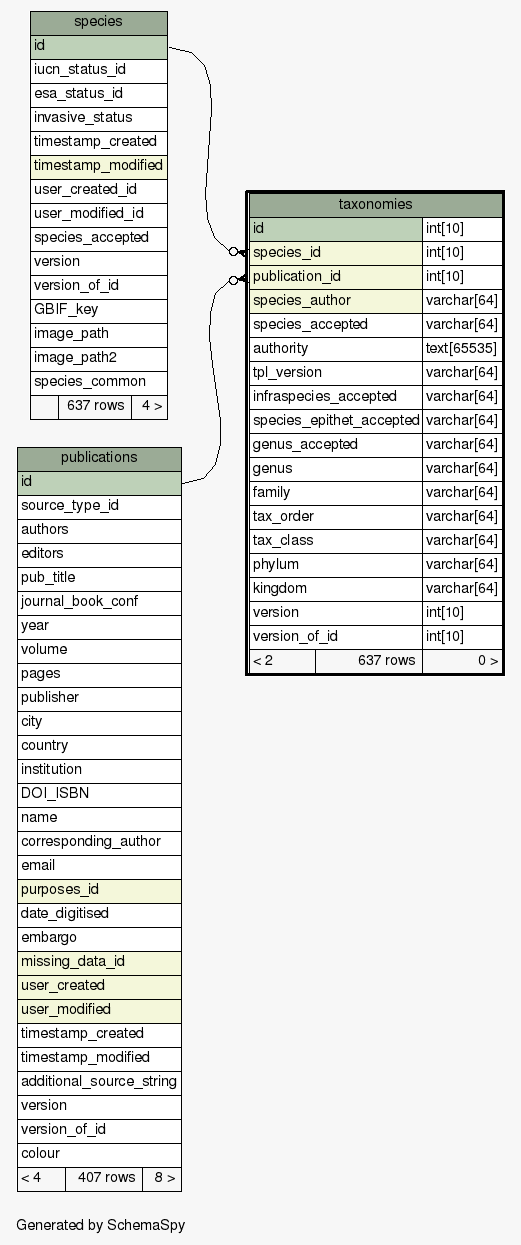 species
id
iucn_status_id
esa_status_id
invasive_status
timestamp_created
timestamp_modified
user_created_id
user_modified_id
species_accepted
version
version_of_id
GBIF_key
image_path
image_path2
species_common
637 rows 4 >
taxonomies
id int[10]
species_id int[10]
publication_id int[10]
species_author varchar[64]
species_accepted varchar[64]
authority text[65535]
tpl_version varchar[64]
infraspecies_accepted varchar[64]
species_epithet_accepted varchar[64]
genus_accepted varchar[64]
genus varchar[64]
family varchar[64]
tax_order varchar[64]
tax_class varchar[64]
phylum varchar[64]
kingdom varchar[64]
version int[10]
version_of_id int[10]
< 2 637 rows 0 >
publications
id
source_type_id
authors
editors
pub_title
journal_book_conf
year
volume
pages
publisher
city
country
institution
DOI_ISBN
name
corresponding_author
email
purposes_id
date_digitised
embargo
missing_data_id
user_created
user_modified
timestamp_created
timestamp_modified
additional_source_string
version
version_of_id
colour
< 4 407 rows 8 >
Generated by SchemaSpy